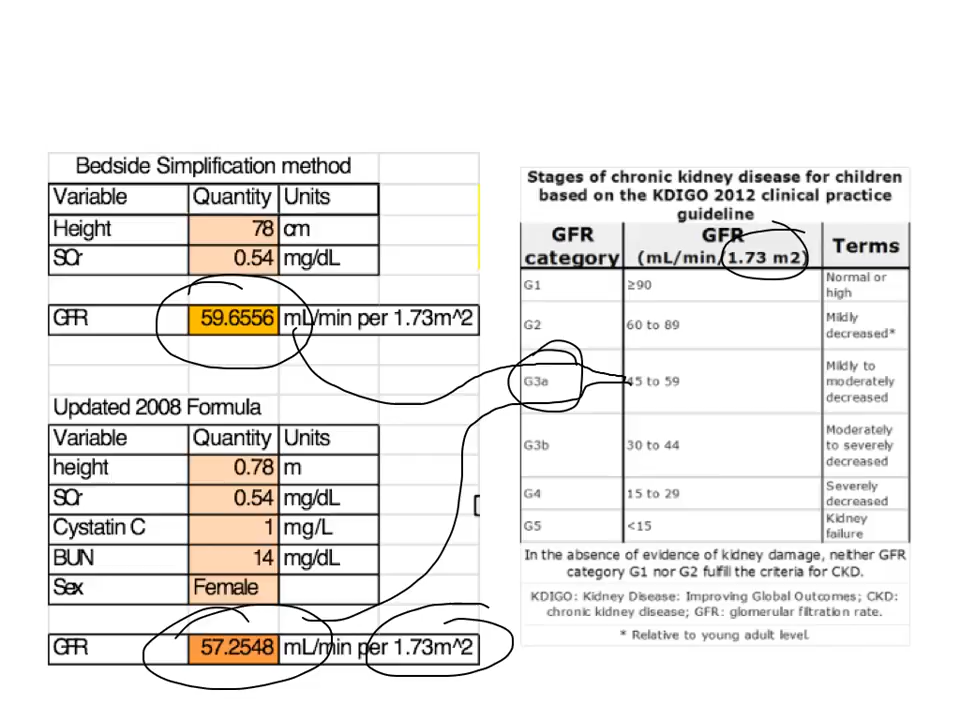 Bedside Simplification method
Variable Quantity Units
Height 78 cm
SCr 0.54 mg/dL
GFR 59.6556 mL/min per 1.73m^2
Updated 2008 Formula
Variable Quantity Units
height 0.78 m
SCr 0.54 mg/dL
Cystatin C 1 mg/L
BUN 14 mg/dL
Sex Female
GFR 57.2548 mL/min per 1.73m^2
Stages of chronic kidney disease for children
based on the KDIGO 2012 clinical practice
guideline
GFR category GFR (mL/min/1.73 m2) Terms
G1 ≥90 Normal or high
G2 60 to 89 Mildly decreased*
G3a 45 to 59 Mildly to moderately decreased
G3b 30 to 44 Moderately to severely decreased
G4 15 to 29 Severely decreased
G5 <15 Kidney failure
In the absence of evidence of kidney damage, neither GFR
category G1 nor G2 fulfill the criteria for CKD.
KDIGO: Kidney Disease: Improving Global Outcomes; CKD:
chronic kidney disease; GFR: glomerular filtration rate.
* Relative to young adult level.